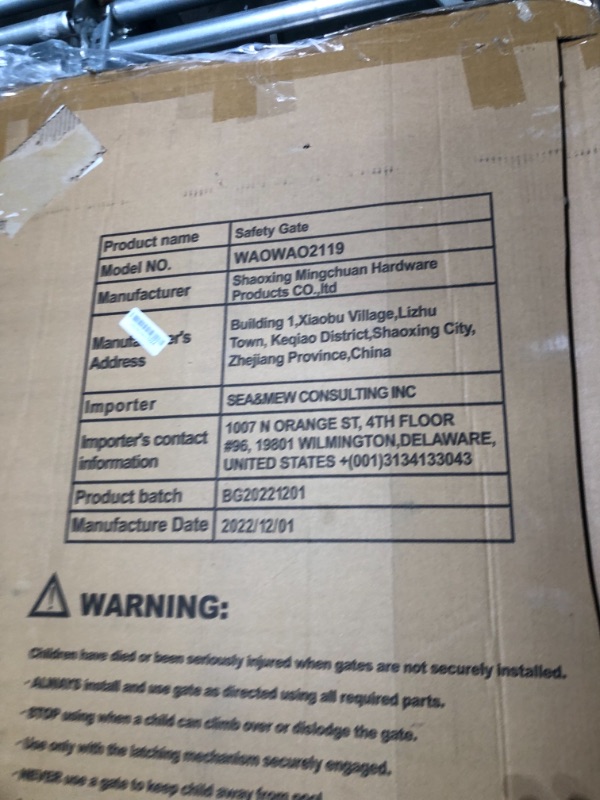 Product name Safety Gate
Model NO. WAOWAO2119
Manufacturer Shaoxing Mingchuan Hardware
Products CO.,ltd
Building 1,Xiaobu Village,Lizhu
Manufa er's Town, Keqiao District,Shaoxing City,
Address Zhejiang Province,China
Importer SEA&MEW CONSULTING INC
1007 N ORANGE ST, 4TH FLOOR
Importer's contact #96, 19801 WILMINGTON,DELAWARE,
information UNITED STATES +(001)3134133043
Product batch BG20221201
Manufacture Date 2022/12/01
WARNING:
Children have died or been seriously injured when gates are not securely installed.
-ALWAYS install and use gate as directed using all required parts.
-STOP using when a child can climb over or dislodge the gate.
-Use only with the latching mechanism securely engaged.
-NEVER use a gate to keep child away from pool.